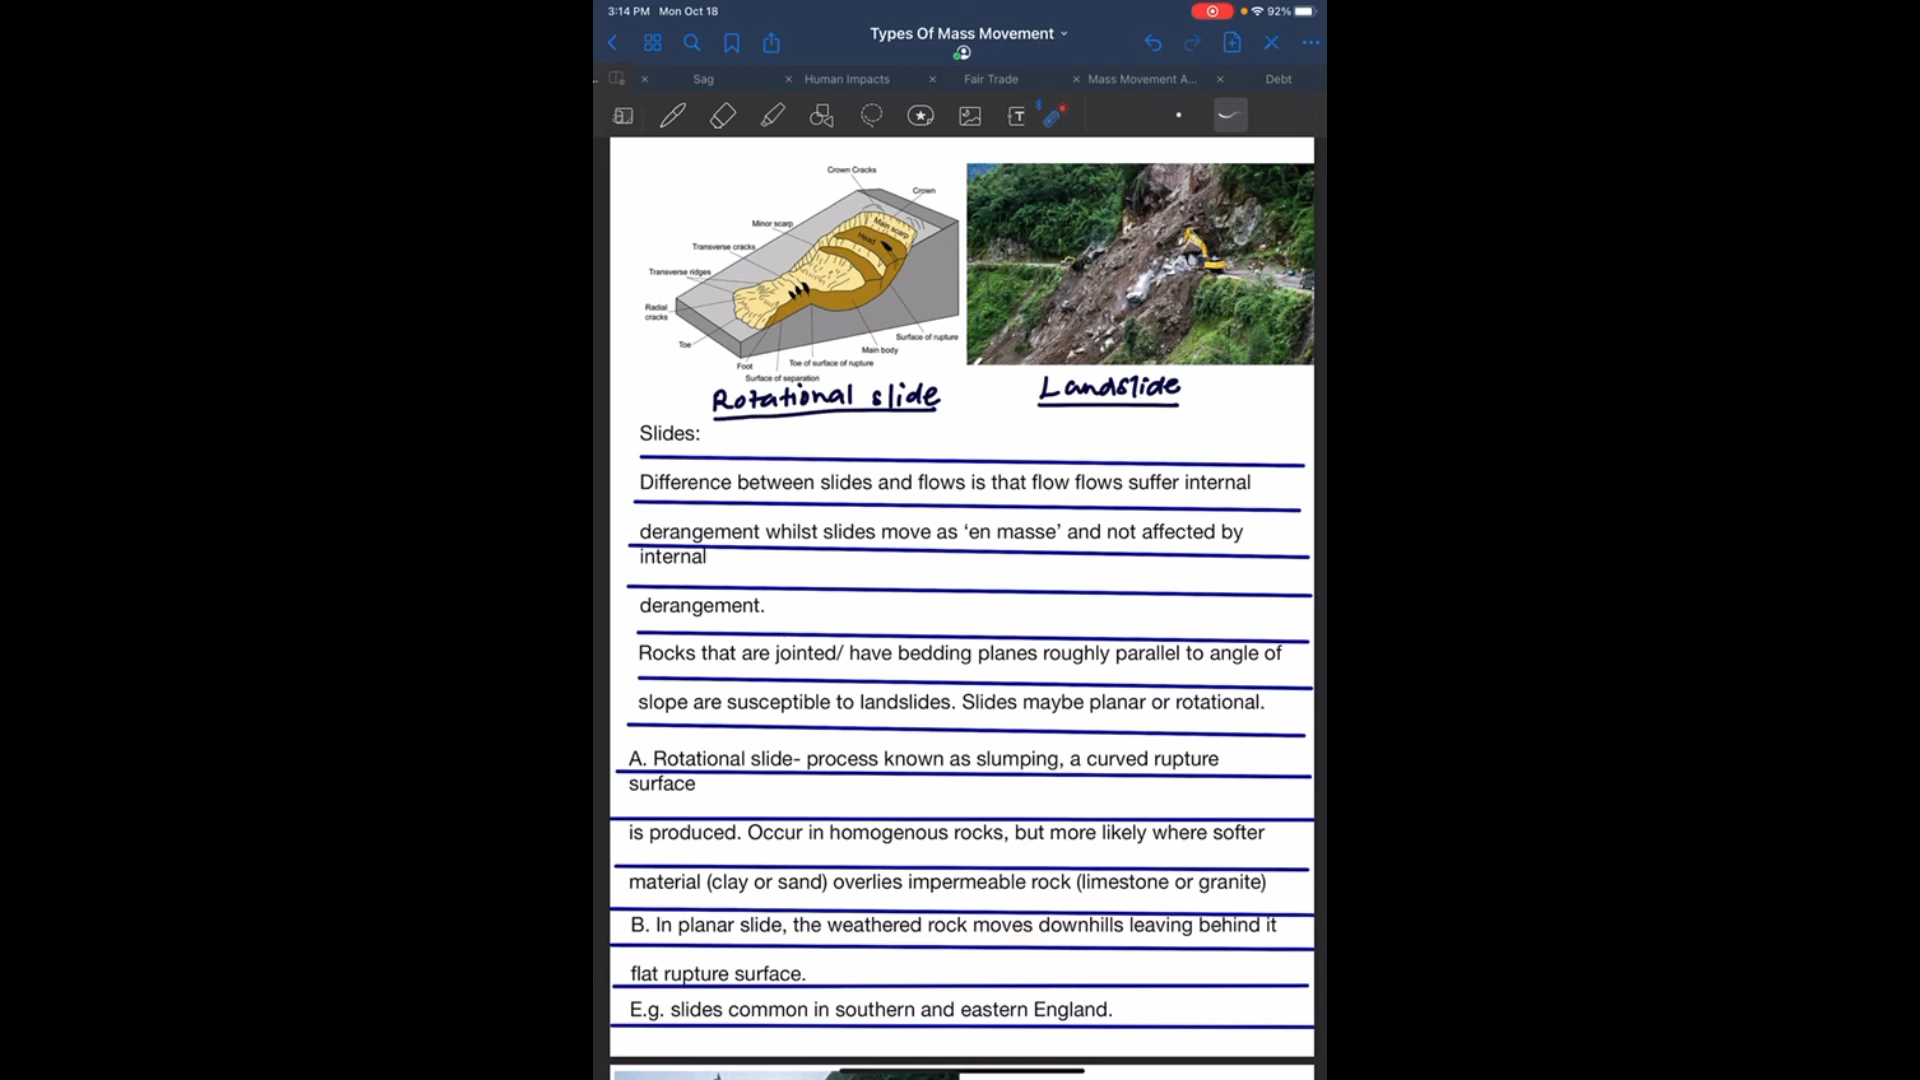 3:14 PM Mon Oct 18
92%
Types Of Mass Movement
Sag
Human Impacts
Fair Trade
Mass Movement A...
Debt
Crown Cracks
Crown
Minor scarp
Main scarp
Head
Transverse cracks
Transverse ridges
Radial
cracks
Toe
Surface of rupture
Main body
Toe of surface of rupture
Foot
Surface of separation
Rotational slide
Landslide
Slides:
Difference between slides and flows is that flow flows suffer internal
derangement whilst slides move as ‘en masse’ and not affected by
internal
derangement.
Rocks that are jointed/ have bedding planes roughly parallel to angle of
slope are susceptible to landslides. Slides maybe planar or rotational.
A. Rotational slide- process known as slumping, a curved rupture
surface
is produced. Occur in homogenous rocks, but more likely where softer
material (clay or sand) overlies impermeable rock (limestone or granite)
B. In planar slide, the weathered rock moves downhills leaving behind it
flat rupture surface.
E.g. slides common in southern and eastern England.